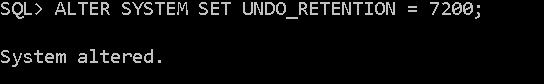 SQL> ALTER SYSTEM SET UNDO_RETENTION = 7200;
System altered.